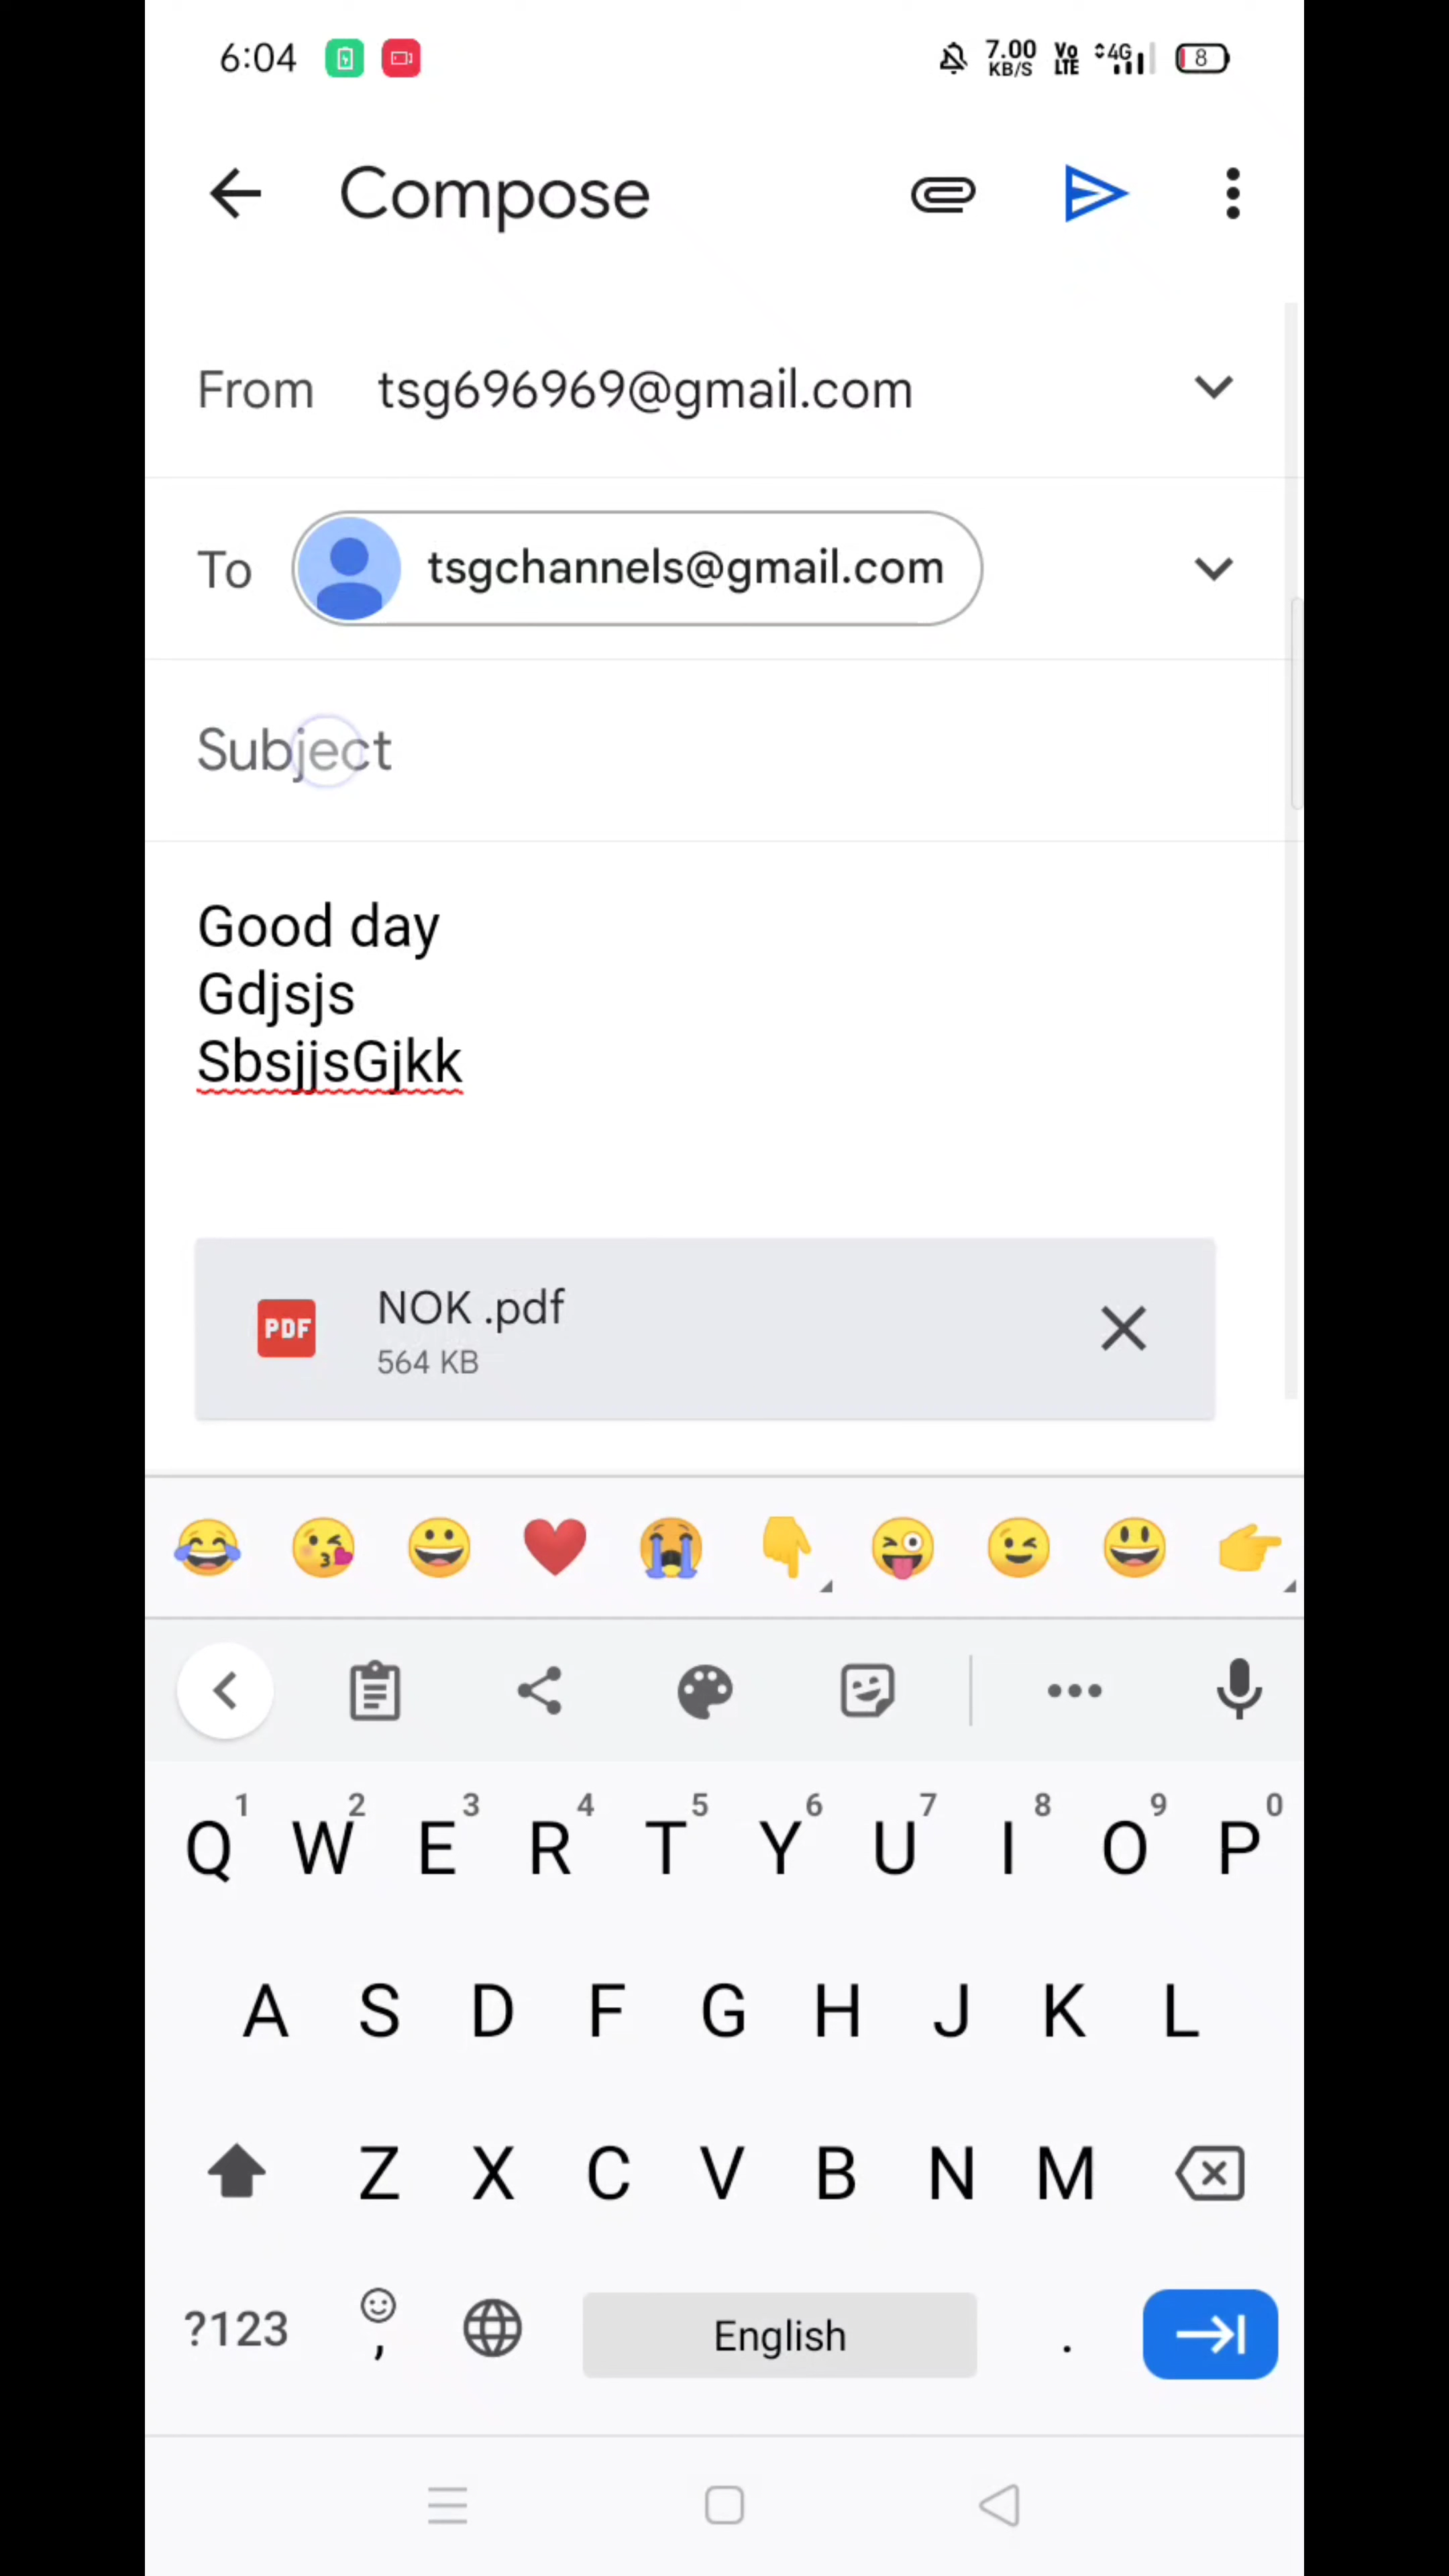 6:04 7.00 KB/S Vo LTE 4G 8
Compose
From tsg696969@gmail.com
To tsgchannels@gmail.com
Subject
Good day
Gdjsjs
SbsjjsGjkk
PDF NOK .pdf
564 KB
1 2 3 4 5 6 7 8 9 0
Q W E R T Y U I O P
A S D F G H J K L
Z X C V B N M
?123 , English .